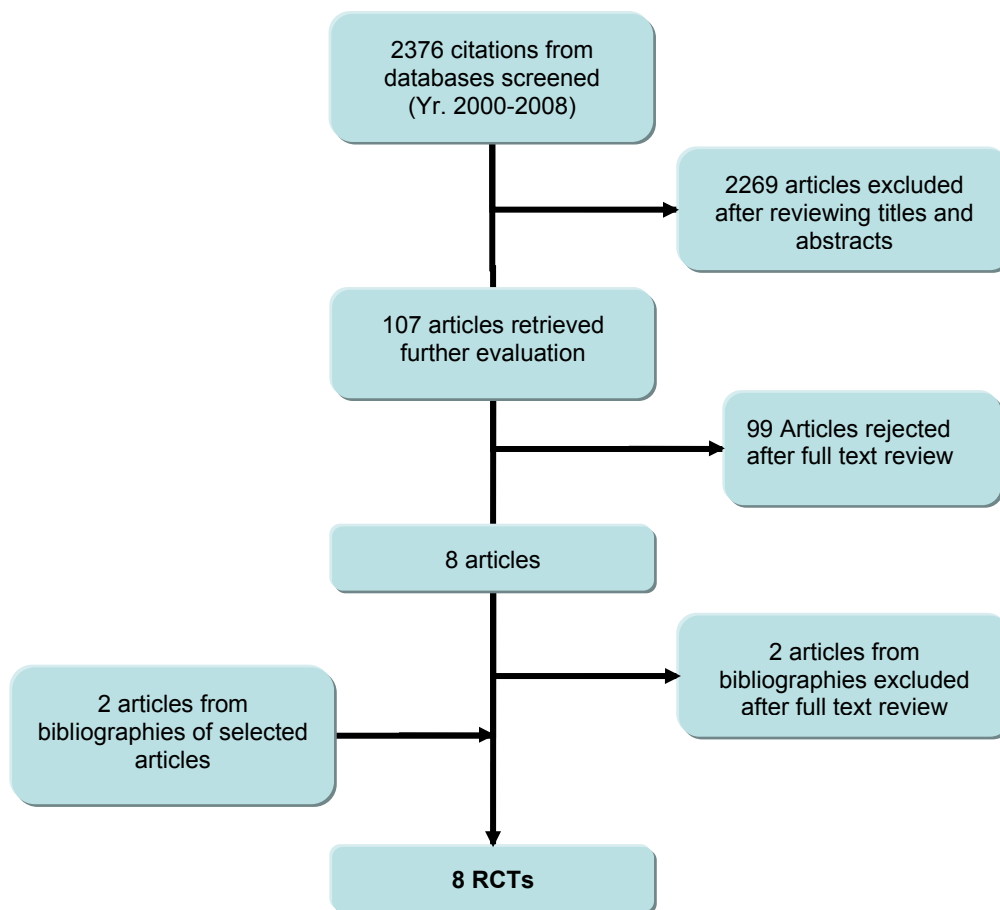 2376 citations from
databases screened
(Yr. 2000-2008)
2269 articles excluded
after reviewing titles and
abstracts
107 articles retrieved
further evaluation
99 Articles rejected
after full text review
8 articles
2 articles from
bibliographies excluded
after full text review
2 articles from
bibliographies of selected
articles
8 RCTs